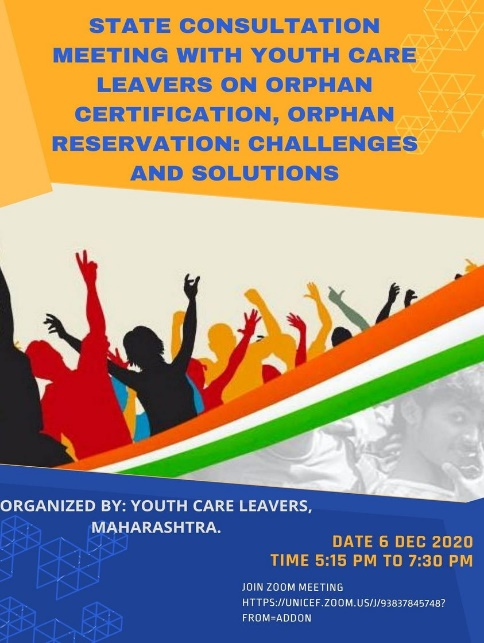 STATE CONSULTATION
MEETING WITH YOUTH CARE
LEAVERS ON ORPHAN
CERTIFICATION, ORPHAN
RESERVATION: CHALLENGES
AND SOLUTIONS
ORGANIZED BY: YOUTH CARE LEAVERS,
MAHARASHTRA.
DATE 6 DEC 2020
TIME 5:15 PM TO 7:30 PM
JOIN ZOOM MEETING
HTTPS://UNICEF.ZOOM.US/J/93837845748?
FROM=ADDON